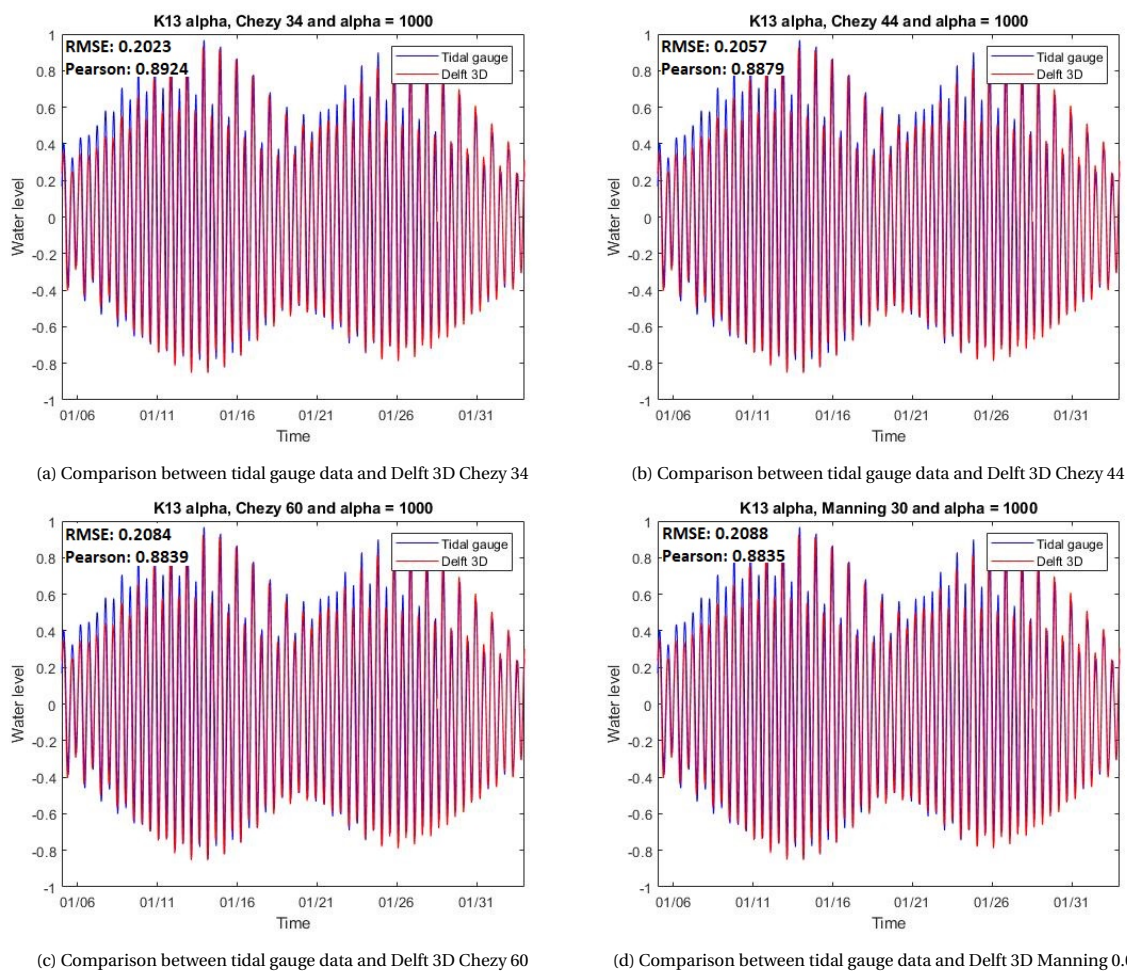 K13 alpha, Chezy 34 and alpha = 1000
RMSE: 0.2023
Pearson: 0.8924
Tidal gauge
Delft 3D
Water level
1
0.8
0.6
0.4
0.2
0
-0.2
-0.4
-0.6
-0.8
-1
01/06 01/11 01/16 01/21 01/26 01/31
Time
(a) Comparison between tidal gauge data and Delft 3D Chezy 34
K13 alpha, Chezy 44 and alpha = 1000
RMSE: 0.2057
Pearson: 0.8879
Tidal gauge
Delft 3D
Water level
1
0.8
0.6
0.4
0.2
0
-0.2
-0.4
-0.6
-0.8
-1
01/06 01/11 01/16 01/21 01/26 01/31
Time
(b) Comparison between tidal gauge data and Delft 3D Chezy 44
K13 alpha, Chezy 60 and alpha = 1000
RMSE: 0.2084
Pearson: 0.8839
Tidal gauge
Delft 3D
Water level
1
0.8
0.6
0.4
0.2
0
-0.2
-0.4
-0.6
-0.8
-1
01/06 01/11 01/16 01/21 01/26 01/31
Time
(c) Comparison between tidal gauge data and Delft 3D Chezy 60
K13 alpha, Manning 30 and alpha = 1000
RMSE: 0.2088
Pearson: 0.8835
Tidal gauge
Delft 3D
Water level
1
0.8
0.6
0.4
0.2
0
-0.2
-0.4
-0.6
-0.8
-1
01/06 01/11 01/16 01/21 01/26 01/31
Time
(d) Comparison between tidal gauge data and Delft 3D Manning